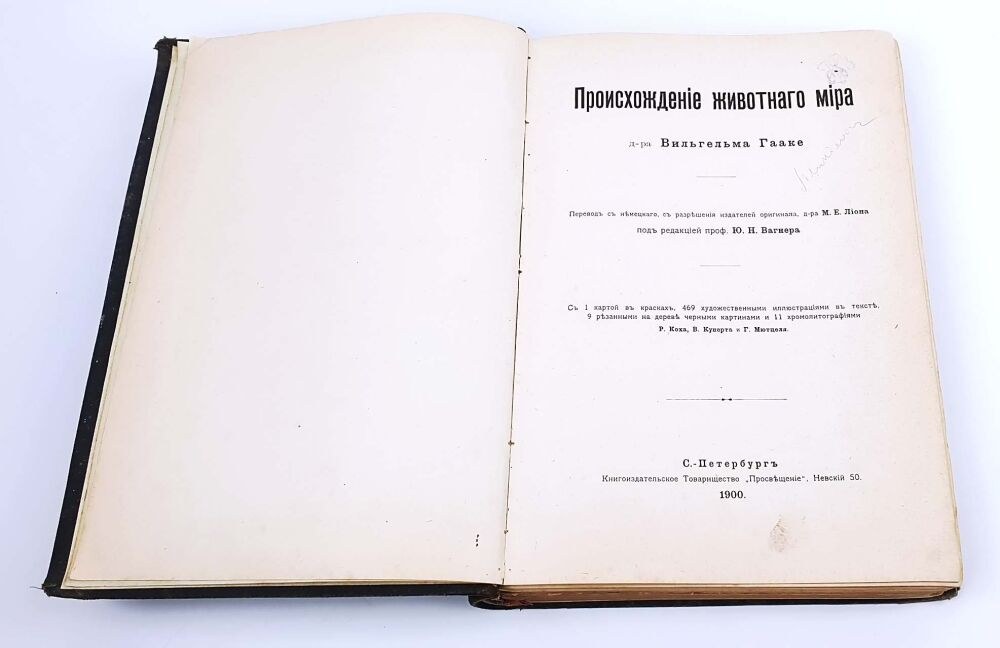 Происхожденіе животнаго міра
д-ра Вильгельма Гааке
Переводъ съ нѣмецкаго, съ разрѣшенія издателей оригинала, д-ра М. Е. Ліона
подъ редакціей проф. Ю. Н. Вагнера
Съ 1 картой въ краскахъ, 469 художественными иллюстраціями въ текстѣ,
9 рѣзанными на деревѣ черными картинами и 11 хромолитографіями
Р. Коха, В. Кунерта и Г. Мютцеля.
С.-Петербургъ
Книгоиздательское Товарищество „Просвѣщеніе“, Невскій 50.
1900.